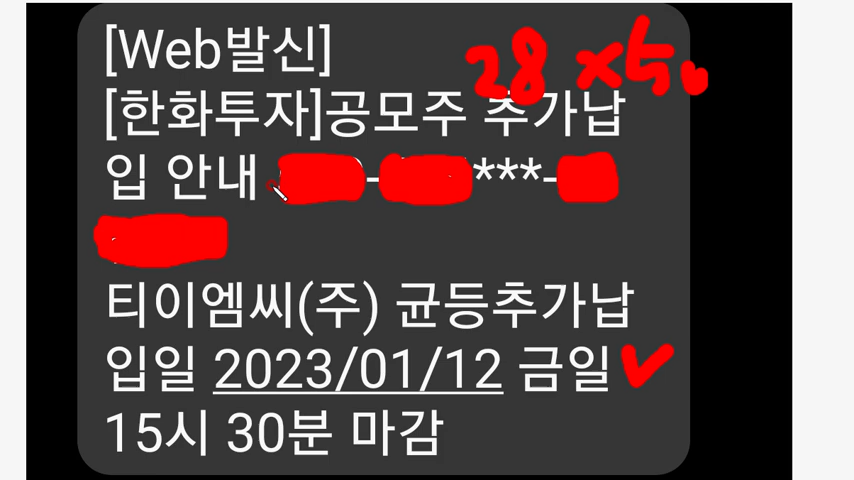 [Web발신]
28 x5
[한화투자]공모주 추가납
입 안내 - ***-
티이엠씨(주) 균등추가납
입일 2023/01/12 금일
15시 30분 마감